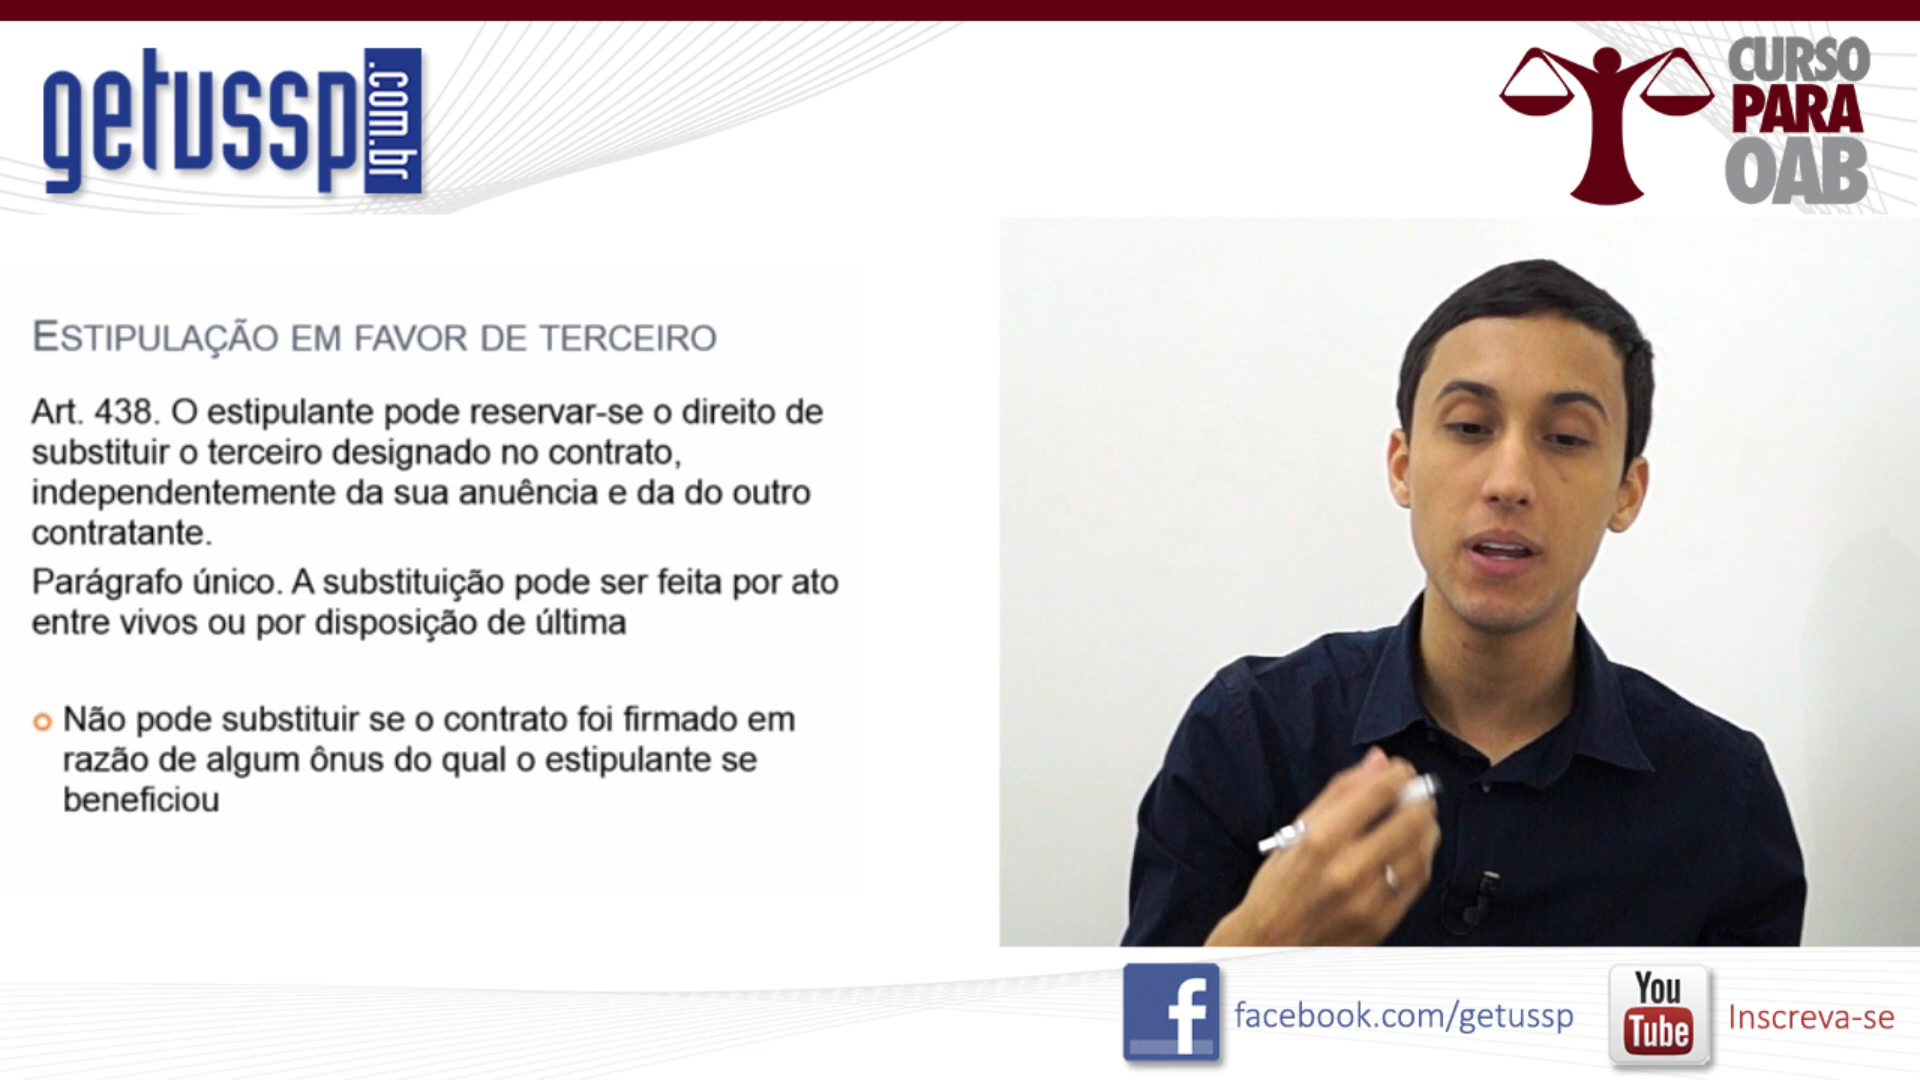 getussp
.com.br
CURSO
PARA
OAB
ESTIPULAÇÃO EM FAVOR DE TERCEIRO
Art. 438. O estipulante pode reservar-se o direito de
substituir o terceiro designado no contrato,
independentemente da sua anuência e da do outro
contratante.
Parágrafo único. A substituição pode ser feita por ato
entre vivos ou por disposição de última
Não pode substituir se o contrato foi firmado em
razão de algum ônus do qual o estipulante se
beneficiou
f
facebook.com/getussp
You
Tube
Inscreva-se